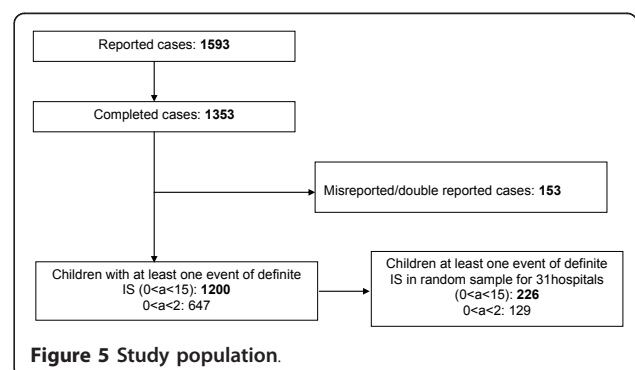 Reported cases: 1593
Completed cases: 1353
Misreported/double reported cases: 153
Children with at least one event of definite
IS (0<a<15): 1200
0<a<2: 647
Children at least one event of definite
IS in random sample for 31hospitals
(0<a<15): 226
0<a<2: 129
Figure 5 Study population.